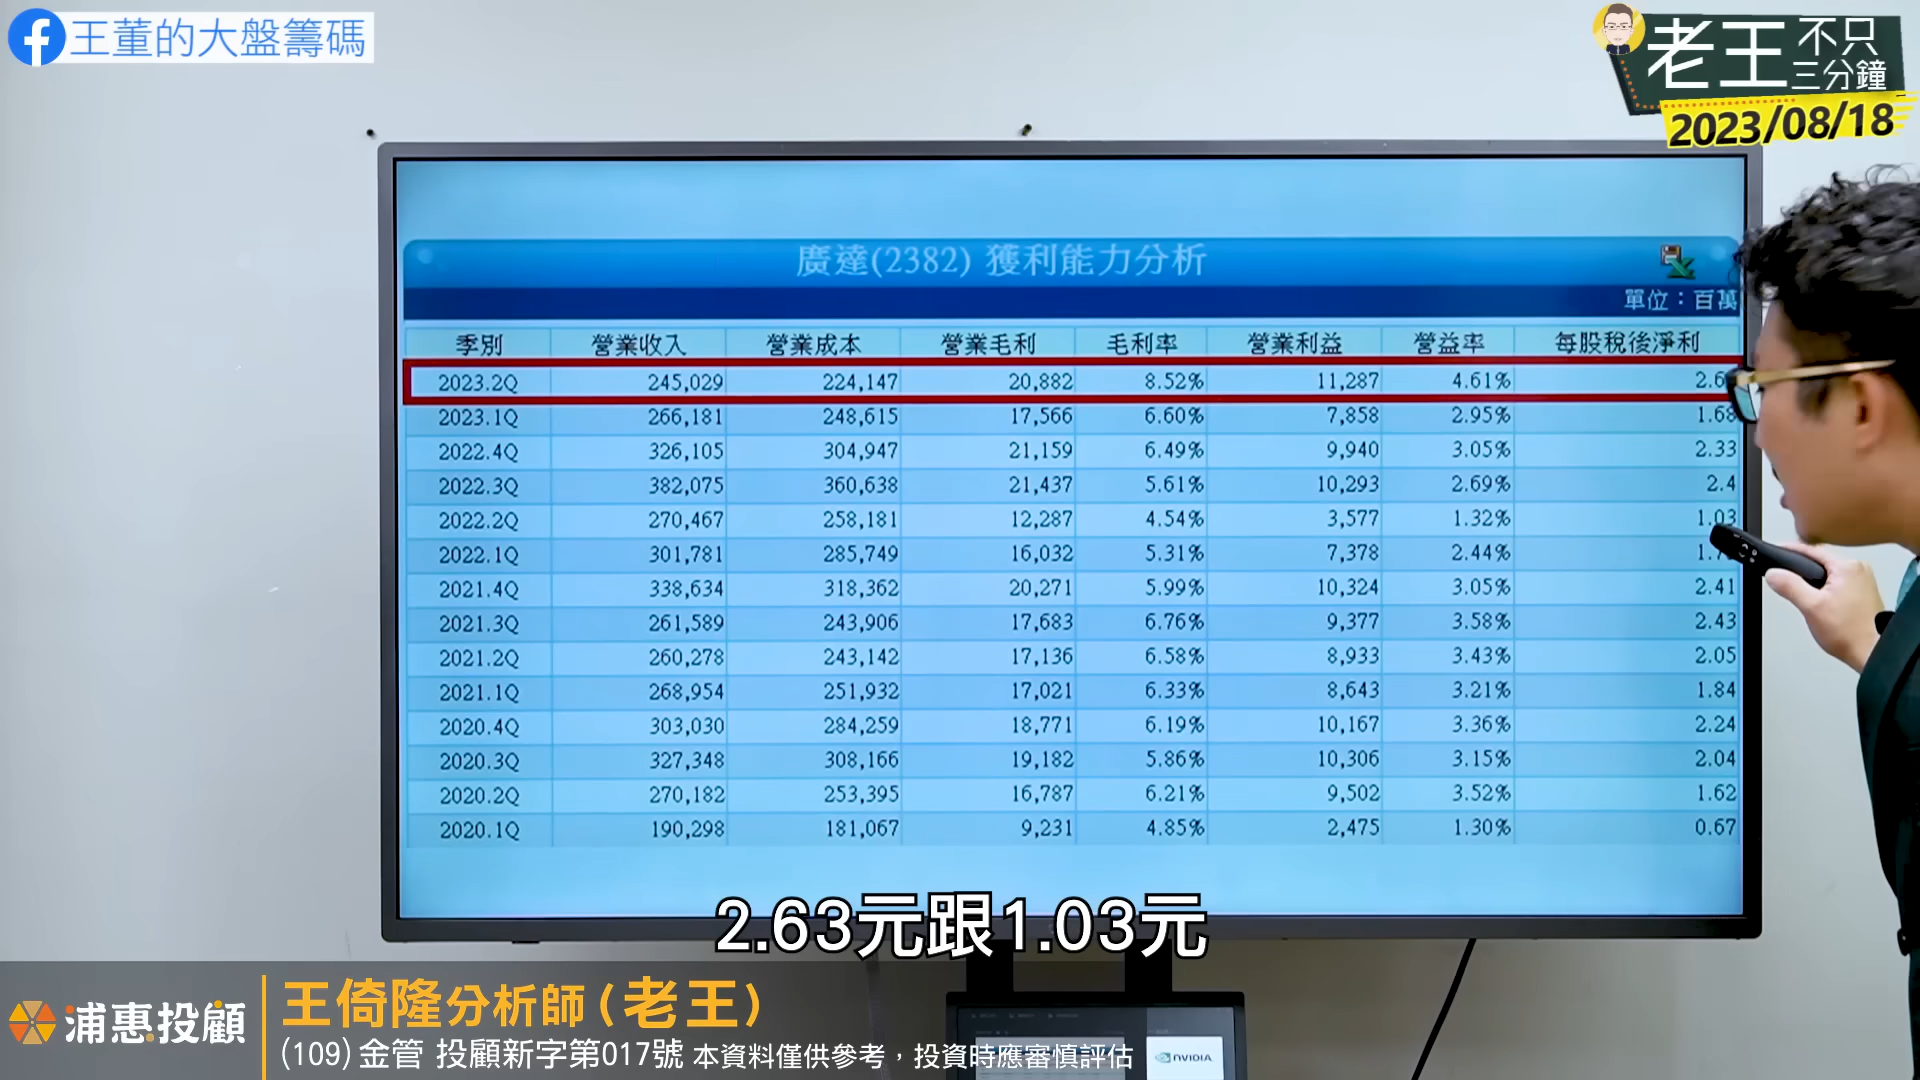 王董的大盤籌碼
老王不只三分鐘
2023/08/18
廣達(2382) 獲利能力分析
單位：百萬
季別 營業收入 營業成本 營業毛利 毛利率 營業利益 營益率 每股稅後淨利
2023.2Q 245,029 224,147 20,882 8.52% 11,287 4.61%
2023.1Q 266,181 248,615 17,566 6.60% 7,858 2.95% 1.68
2022.4Q 326,105 304,947 21,159 6.49% 9,940 3.05% 2.33
2022.3Q 382,075 360,638 21,437 5.61% 10,293 2.69% 2.4
2022.2Q 270,467 258,181 12,287 4.54% 3,577 1.32% 1.03
2022.1Q 301,781 285,749 16,032 5.31% 7,378 2.44%
2021.4Q 338,634 318,362 20,271 5.99% 10,324 3.05% 2.41
2021.3Q 261,589 243,906 17,683 6.76% 9,377 3.58% 2.43
2021.2Q 260,278 243,142 17,136 6.58% 8,933 3.43% 2.05
2021.1Q 268,954 251,932 17,021 6.33% 8,643 3.21% 1.84
2020.4Q 303,030 284,259 18,771 6.19% 10,167 3.36% 2.24
2020.3Q 327,348 308,166 19,182 5.86% 10,306 3.15% 2.04
2020.2Q 270,182 253,395 16,787 6.21% 9,502 3.52% 1.62
2020.1Q 190,298 181,067 9,231 4.85% 2,475 1.30% 0.67
2.63元跟1.03元
浦惠投顧
王倚隆分析師(老王)
(109)金管 投顧新字第017號 本資料僅供參考，投資時應審慎評估
NVIDIA